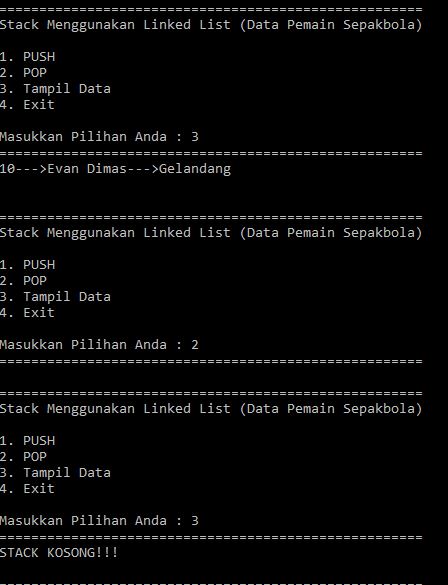 =====================================================
Stack Menggunakan Linked List (Data Pemain Sepakbola)
1. PUSH
2. POP
3. Tampil Data
4. Exit
Masukkan Pilihan Anda : 3
=====================================================
10--->Evan Dimas--->Gelandang
=====================================================
Stack Menggunakan Linked List (Data Pemain Sepakbola)
1. PUSH
2. POP
3. Tampil Data
4. Exit
Masukkan Pilihan Anda : 2
=====================================================
=====================================================
Stack Menggunakan Linked List (Data Pemain Sepakbola)
1. PUSH
2. POP
3. Tampil Data
4. Exit
Masukkan Pilihan Anda : 3
=====================================================
STACK KOSONG!!!
=====================================================